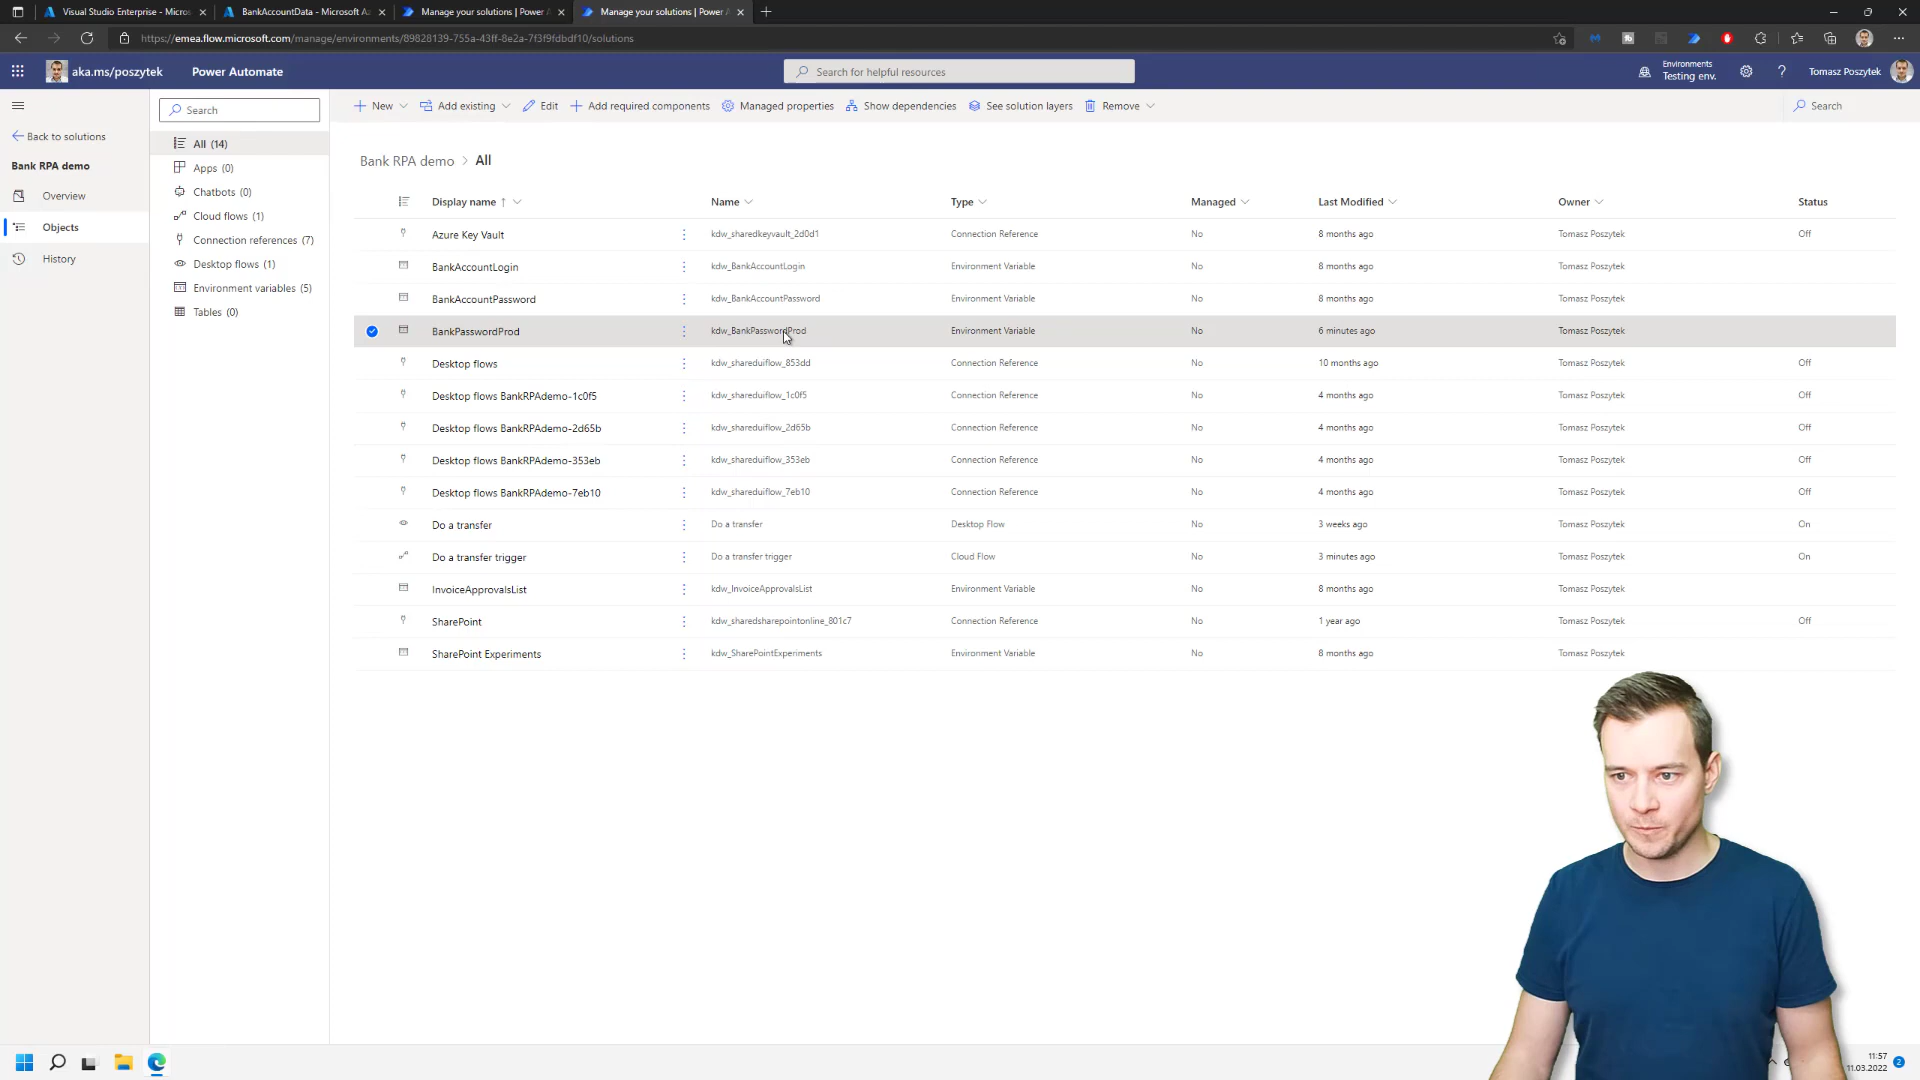 Visual Studio Enterprise - Micros
BankAccountData - Microsoft Az
Manage your solutions | Power A
Manage your solutions | Power A
https://emea.flow.microsoft.com/manage/environments/89828139-755a-43ff-8e2a-7f3f9fdbdf10/solutions
aka.ms/poszytek
Power Automate
Search for helpful resources
Environments
Testing env.
Tomasz Poszytek
Back to solutions
Bank RPA demo
Overview
Objects
History
Search
All (14)
Apps (0)
Chatbots (0)
Cloud flows (1)
Connection references (7)
Desktop flows (1)
Environment variables (5)
Tables (0)
New Add existing Edit Add required components Managed properties Show dependencies See solution layers Remove Search
Bank RPA demo > All
Display name ↑ Name Type Managed Last Modified Owner Status
Azure Key Vault kdw_sharedkeyvault_2d0d1 Connection Reference No 8 months ago Tomasz Poszytek Off
BankAccountLogin kdw_BankAccountLogin Environment Variable No 8 months ago Tomasz Poszytek
BankAccountPassword kdw_BankAccountPassword Environment Variable No 8 months ago Tomasz Poszytek
BankPasswordProd kdw_BankPasswordProd Environment Variable No 6 minutes ago Tomasz Poszytek
Desktop flows kdw_shareduiflow_853dd Connection Reference No 10 months ago Tomasz Poszytek Off
Desktop flows BankRPAdemo-1c0f5 kdw_shareduiflow_1c0f5 Connection Reference No 4 months ago Tomasz Poszytek Off
Desktop flows BankRPAdemo-2d65b kdw_shareduiflow_2d65b Connection Reference No 4 months ago Tomasz Poszytek Off
Desktop flows BankRPAdemo-353eb kdw_shareduiflow_353eb Connection Reference No 4 months ago Tomasz Poszytek Off
Desktop flows BankRPAdemo-7eb10 kdw_shareduiflow_7eb10 Connection Reference No 4 months ago Tomasz Poszytek Off
Do a transfer Do a transfer Desktop Flow No 3 weeks ago Tomasz Poszytek On
Do a transfer trigger Do a transfer trigger Cloud Flow No 3 minutes ago Tomasz Poszytek On
InvoiceApprovalsList kdw_InvoiceApprovalsList Environment Variable No 8 months ago Tomasz Poszytek
SharePoint kdw_sharedsharepointonline_801c7 Connection Reference No 1 year ago Tomasz Poszytek Off
SharePoint Experiments kdw_SharePointExperiments Environment Variable No 8 months ago Tomasz Poszytek
11:57
11.03.2022
2